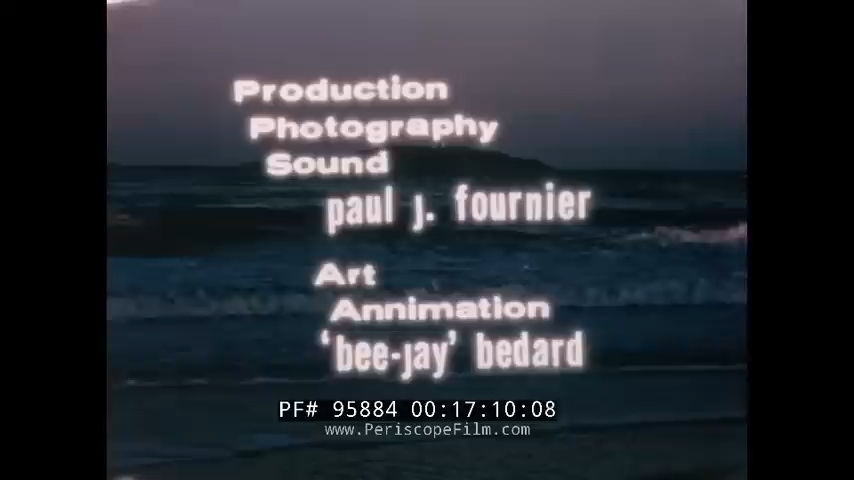 Production
Photography
Sound
paul j. fournier
Art
Annimation
'bee-jay' bedard
PF# 95884 00:17:10:08
www.PeriscopeFilm.com